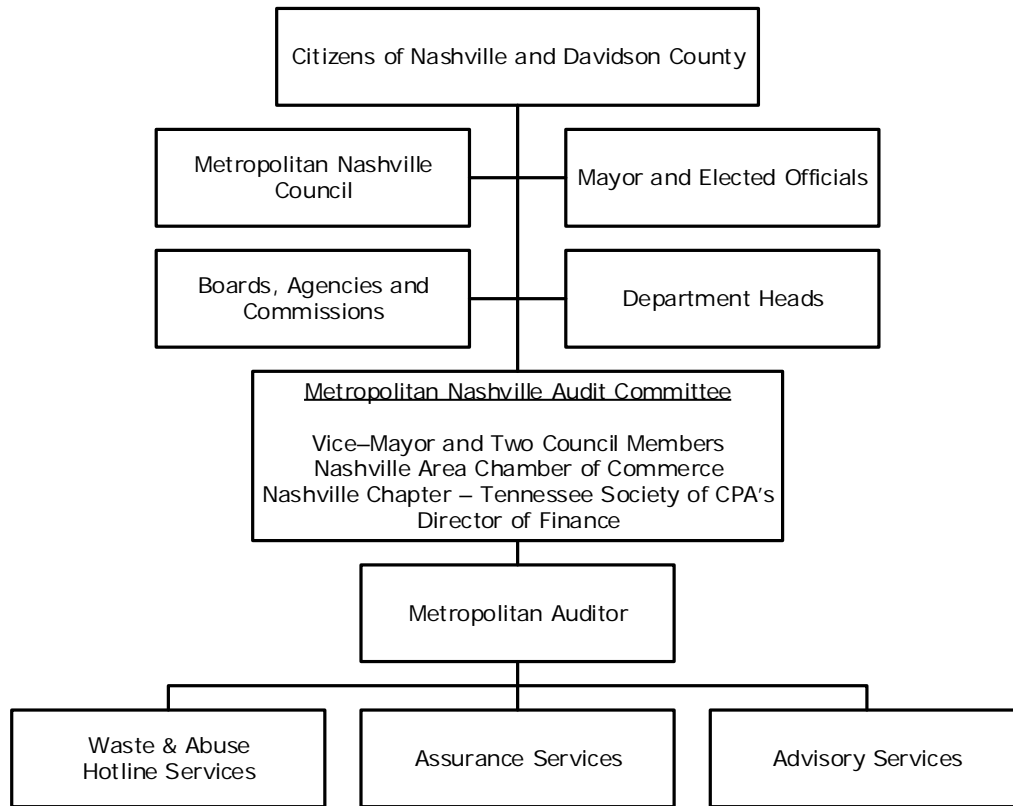 Citizens of Nashville and Davidson County
Metropolitan Nashville
Council
Mayor and Elected Officials
Boards, Agencies and
Commissions
Department Heads
Metropolitan Nashville Audit Committee
Vice–Mayor and Two Council Members
Nashville Area Chamber of Commerce
Nashville Chapter – Tennessee Society of CPA's
Director of Finance
Metropolitan Auditor
Waste & Abuse
Hotline Services
Assurance Services
Advisory Services